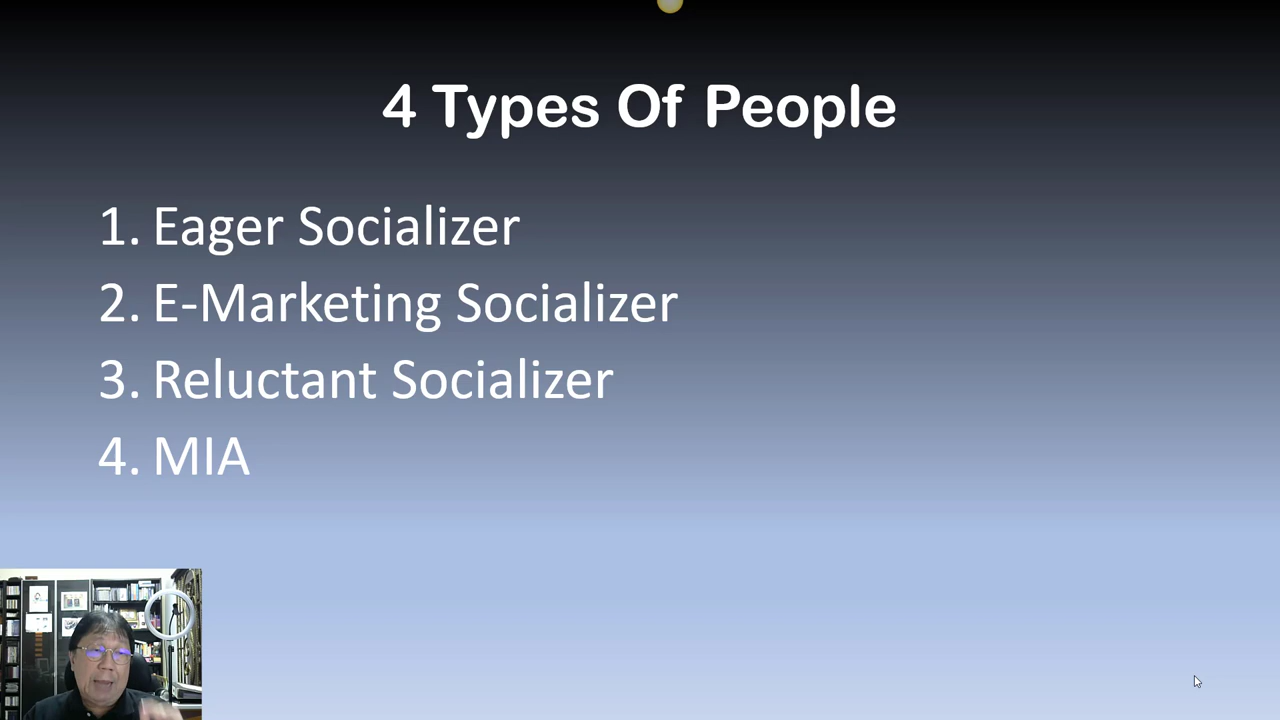 4 Types Of People
1. Eager Socializer
2. E-Marketing Socializer
3. Reluctant Socializer
4. MIA